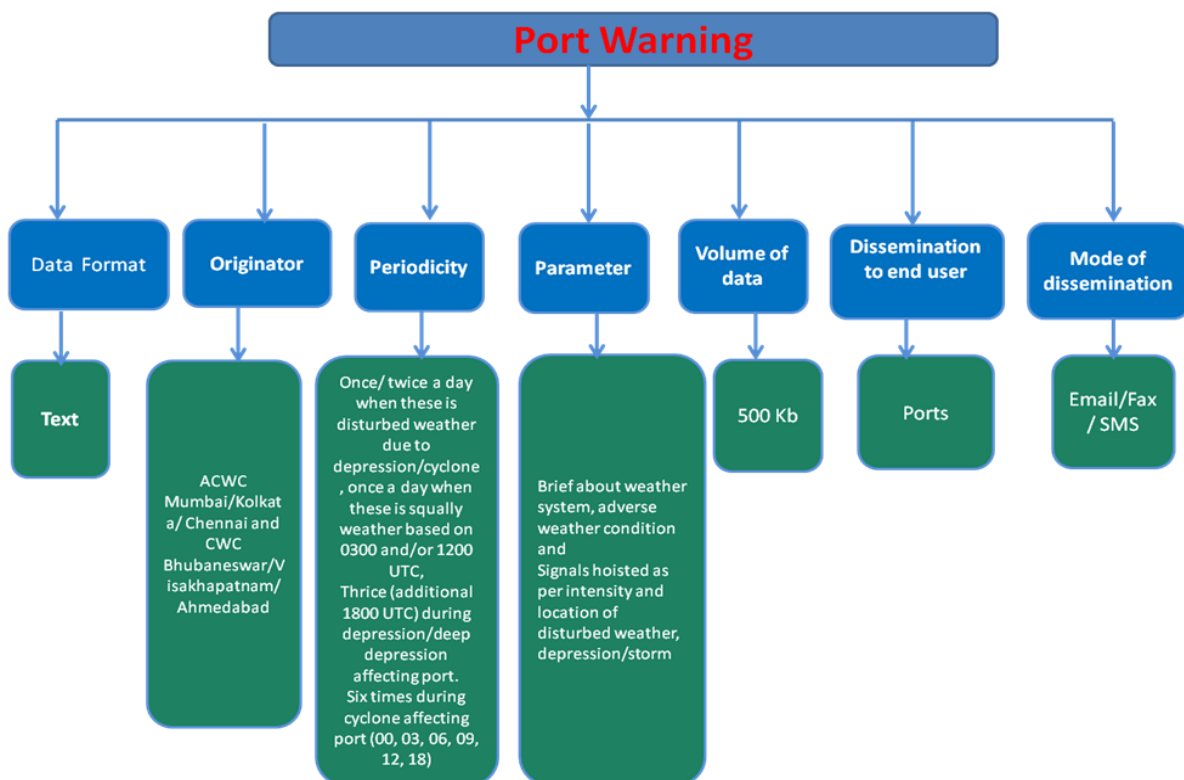 Port Warning
Data Format
Originator
Periodicity
Parameter
Volume of
data
Dissemination
to end user
Mode of
dissemination
Text
ACWC
Mumbai/Kolkat
a/ Chennai and
CWC
Bhubaneswar/V
isakhapatnam/
Ahmedabad
Once/ twice a day
when these is
disturbed weather
due to
depression/cyclone
, once a day when
these is squally
weather based on
0300 and/or 1200
UTC,
Thrice (additional
1800 UTC) during
depression/deep
depression
affecting port.
Six times during
cyclone affecting
port (00, 03, 06, 09,
12, 18)
Brief about weather
system, adverse
weather condition
and
Signals hoisted as
per intensity and
location of
disturbed weather,
depression/storm
500 Kb
Ports
Email/Fax
/ SMS